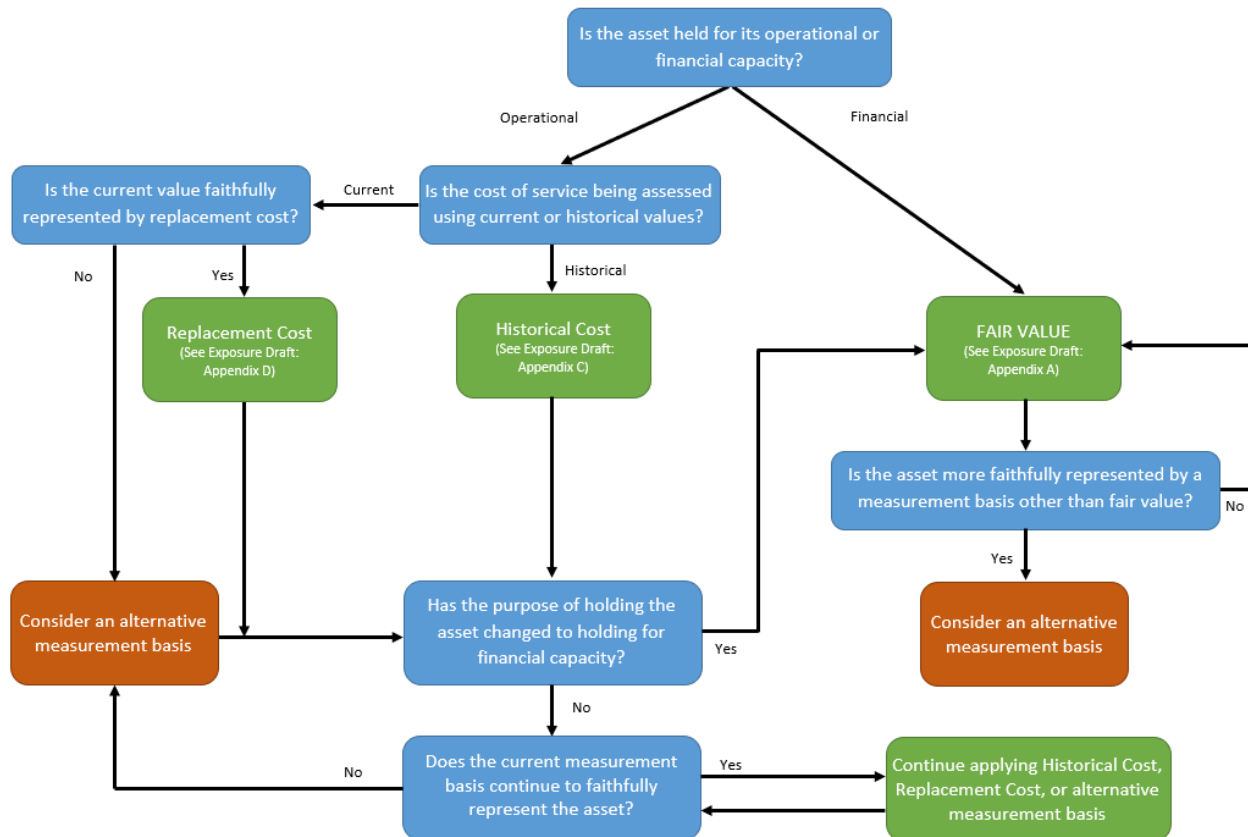 Is the asset held for its operational or
financial capacity?
Operational
Financial
Is the current value faithfully
represented by replacement cost?
Current
Is the cost of service being assessed
using current or historical values?
No
Yes
Historical
Replacement Cost
(See Exposure Draft:
Appendix D)
Historical Cost
(See Exposure Draft:
Appendix C)
FAIR VALUE
(See Exposure Draft:
Appendix A)
Is the asset more faithfully represented by a
measurement basis other than fair value?
No
Yes
Consider an alternative
measurement basis
Has the purpose of holding the
asset changed to holding for
financial capacity?
Yes
Consider an alternative
measurement basis
No
Does the current measurement
basis continue to faithfully
represent the asset?
No
Yes
Continue applying Historical Cost,
Replacement Cost, or alternative
measurement basis